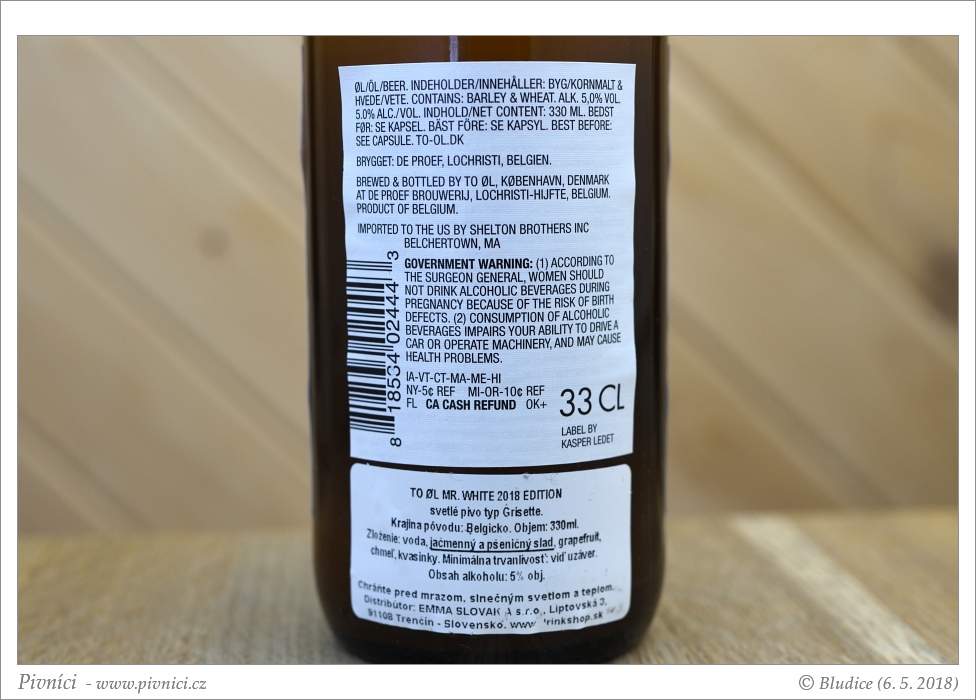 ØL/ÖL/BEER. INDEHOLDER/INNEHÅLLER: BYG/KORNMALT &
HVEDE/VETE. CONTAINS: BARLEY & WHEAT. ALK. 5,0% VOL.
5.0% ALC./VOL. INDHOLD/NET CONTENT: 330 ML. BEDST
FØR: SE KAPSEL. BÄST FÖRE: SE KAPSYL. BEST BEFORE:
SEE CAPSULE. TO-OL.DK
BRYGGET: DE PROEF, LOCHRISTI, BELGIEN.
BREWED & BOTTLED BY TO ØL, KØBENHAVN, DENMARK
AT DE PROEF BROUWERIJ, LOCHRISTI-HIJFTE, BELGIUM.
PRODUCT OF BELGIUM.
IMPORTED TO THE US BY SHELTON BROTHERS INC
BELCHERTOWN, MA
GOVERNMENT WARNING: (1) ACCORDING TO
THE SURGEON GENERAL, WOMEN SHOULD
NOT DRINK ALCOHOLIC BEVERAGES DURING
PREGNANCY BECAUSE OF THE RISK OF BIRTH
DEFECTS. (2) CONSUMPTION OF ALCOHOLIC
BEVERAGES IMPAIRS YOUR ABILITY TO DRIVE A
CAR OR OPERATE MACHINERY, AND MAY CAUSE
HEALTH PROBLEMS.
IA-VT-CT-MA-ME-HI
NY-5¢ REF MI-OR-10¢ REF
FL CA CASH REFUND OK+
8 18534 02444 3
33 CL
LABEL BY
KASPER LEDET
TO ØL MR. WHITE 2018 EDITION
svetlé pivo typ Grisette.
Krajina pôvodu: Belgicko. Objem: 330ml.
Zloženie: voda, jačmenný a pšeničný slad, grapefruit,
chmeľ, kvasinky. Minimálna trvanlivosť: viď uzáver.
Obsah alkoholu: 5% obj.
Chráňte pred mrazom, slnečným svetlom a teplom.
Distribútor: EMMA SLOVAKIA s.r.o., Liptovská 3,
91108 Trenčín - Slovensko, www rinkshop.sk
Pivníci - www.pivnici.cz
© Bludice (6. 5. 2018)